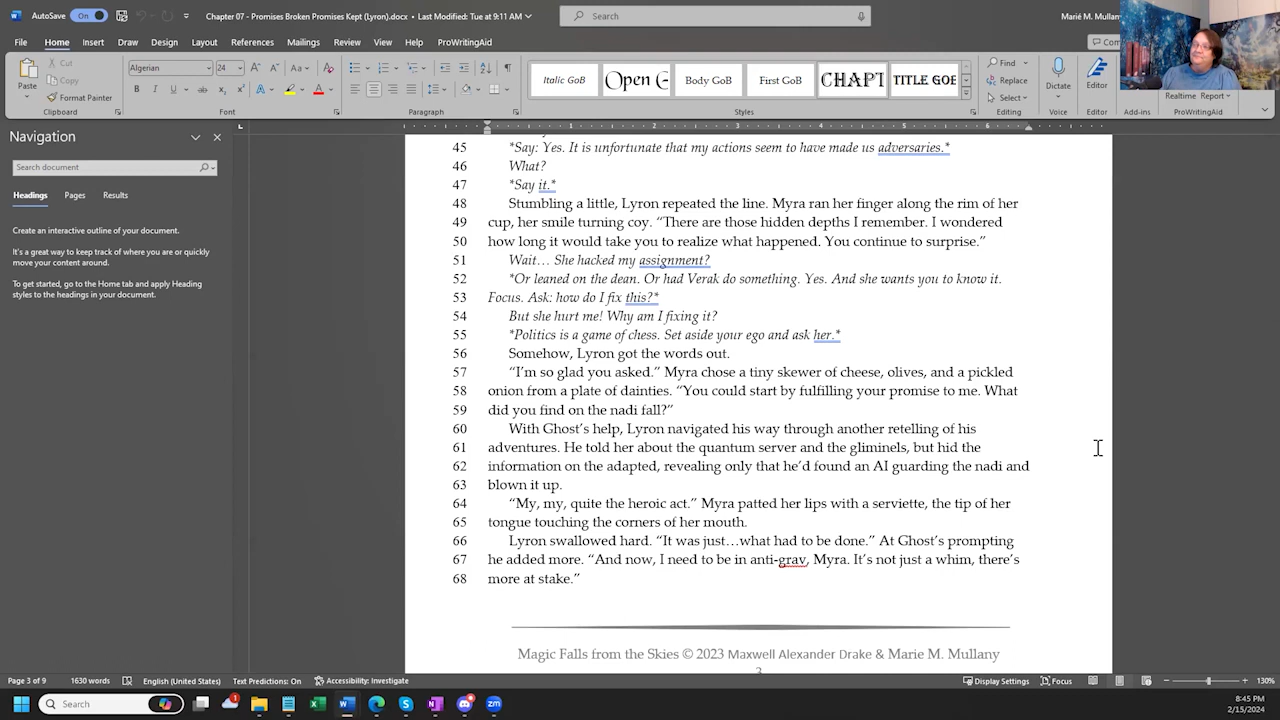 AutoSave On Chapter 07 - Promises Broken Promises Kept (Lyron).docx • Last Modified: Tue at 9:11 AM Search Marié M. Mullany
File Home Insert Draw Design Layout References Mailings Review View Help ProWritingAid
Paste Cut Copy Format Painter Clipboard
Algerian 24 Font
Paragraph
Italic GoB Body GoB First GoB TITLE GOB Styles
Find Replace Select Editing
Dictate Voice
Editor Editor
Add-ins
Realtime Report ProWritingAid
Navigation
Search document
Headings Pages Results
Create an interactive outline of your document.
It's a great way to keep track of where you are or quickly
move your content around.
To get started, go to the Home tab and apply Heading
styles to the headings in your document.
45 *Say: Yes. It is unfortunate that my actions seem to have made us adversaries.*
46 What?
47 *Say it.*
48 Stumbling a little, Lyron repeated the line. Myra ran her finger along the rim of her
49 cup, her smile turning coy. “There are those hidden depths I remember. I wondered
50 how long it would take you to realize what happened. You continue to surprise.”
51 Wait… She hacked my assignment?
52 *Or leaned on the dean. Or had Verak do something. Yes. And she wants you to know it.
53 Focus. Ask: how do I fix this?*
54 But she hurt me! Why am I fixing it?
55 *Politics is a game of chess. Set aside your ego and ask her.*
56 Somehow, Lyron got the words out.
57 “I’m so glad you asked.” Myra chose a tiny skewer of cheese, olives, and a pickled
58 onion from a plate of dainties. “You could start by fulfilling your promise to me. What
59 did you find on the nadi fall?”
60 With Ghost’s help, Lyron navigated his way through another retelling of his
61 adventures. He told her about the quantum server and the gliminels, but hid the
62 information on the adapted, revealing only that he’d found an AI guarding the nadi and
63 blown it up.
64 “My, my, quite the heroic act.” Myra patted her lips with a serviette, the tip of her
65 tongue touching the corners of her mouth.
66 Lyron swallowed hard. “It was just…what had to be done.” At Ghost’s prompting
67 he added more. “And now, I need to be in anti-grav, Myra. It’s not just a whim, there’s
68 more at stake.”
Magic Falls from the Skies © 2023 Maxwell Alexander Drake & Marie M. Mullany
Page 3 of 9 1630 words English (United States) Text Predictions: On Accessibility: Investigate Display Settings Focus 130%
Search 8:45 PM
2/15/2024